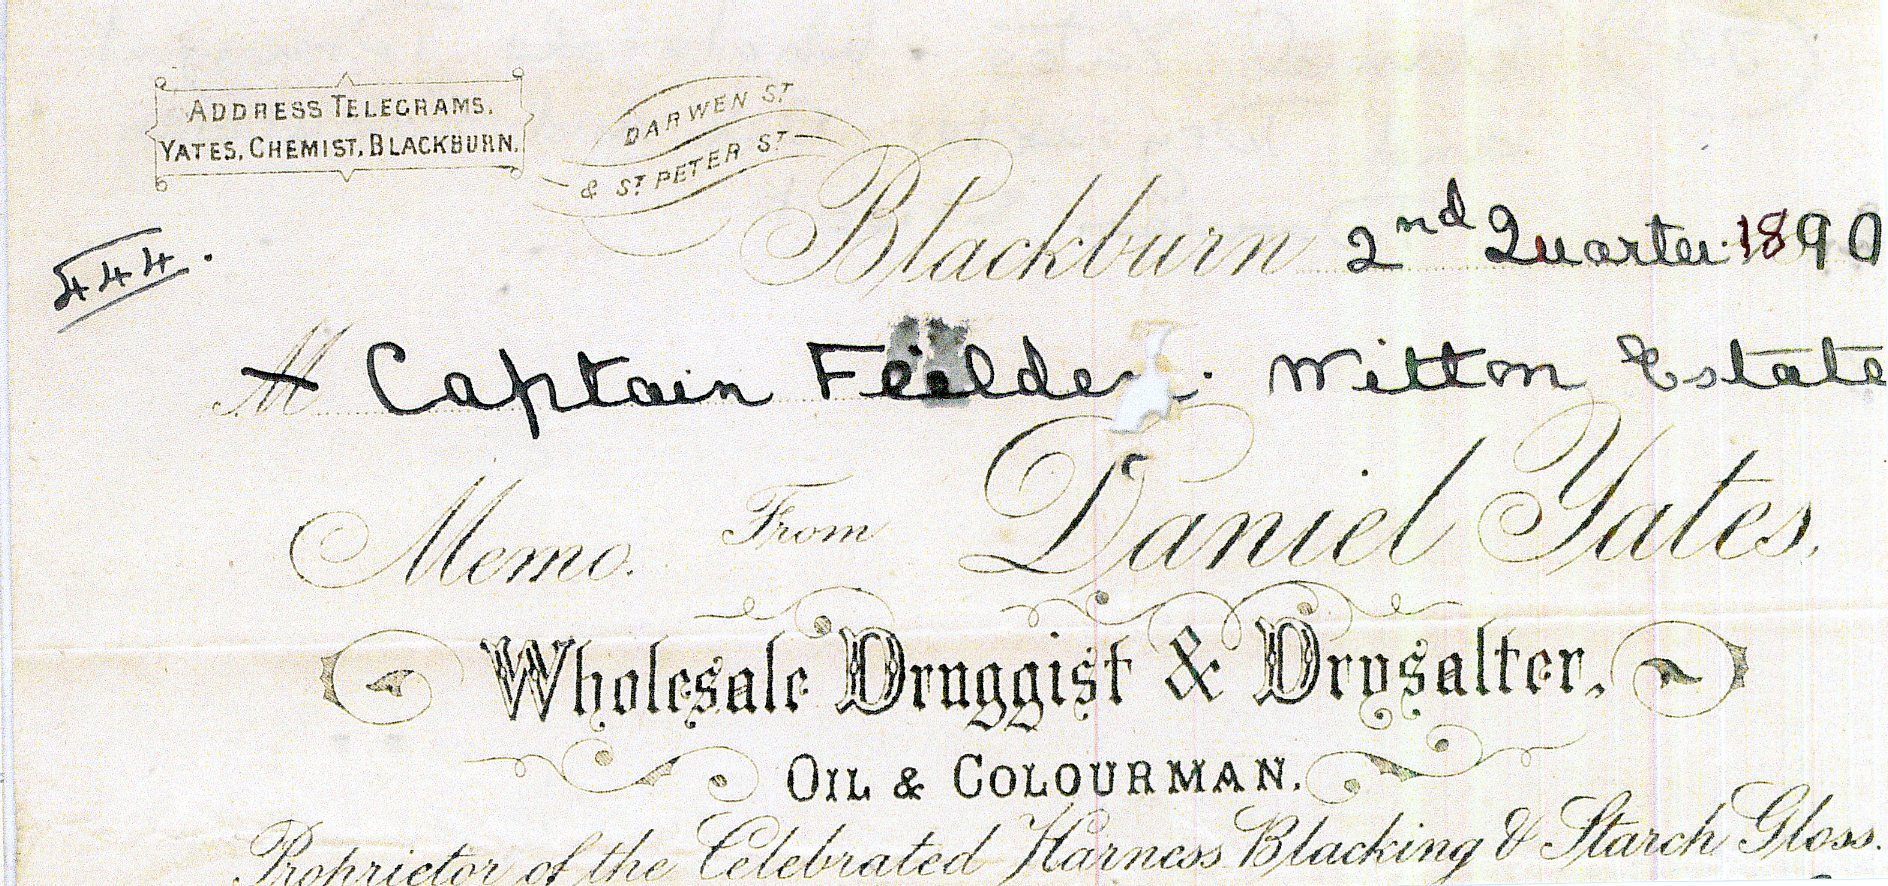 ADDRESS TELEGRAMS.
YATES, CHEMIST, BLACKBURN.
DARWEN ST.
& ST. PETER ST.
Blackburn 2nd Quarter 1890
444.
M Captain Feilden. Witton Estate
Memo. From Daniel Yates,
Wholesale Druggist & Drysalter,
OIL & COLOURMAN.
Proprietor of the Celebrated Harness Blacking & Starch Gloss.